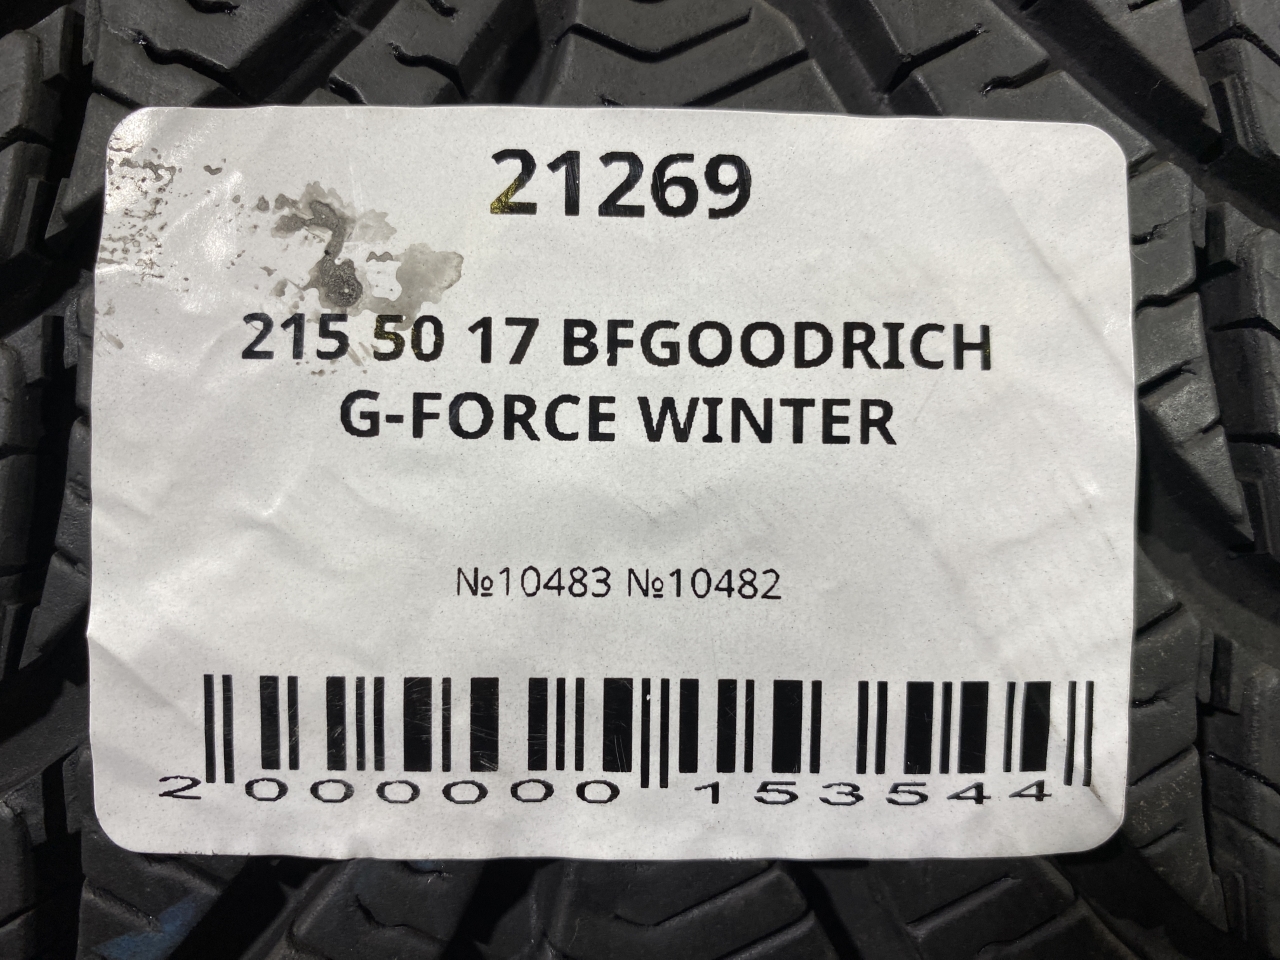 21269
215 50 17 BFGOODRICH
G-FORCE WINTER
№10483 №10482
2 000000 153544